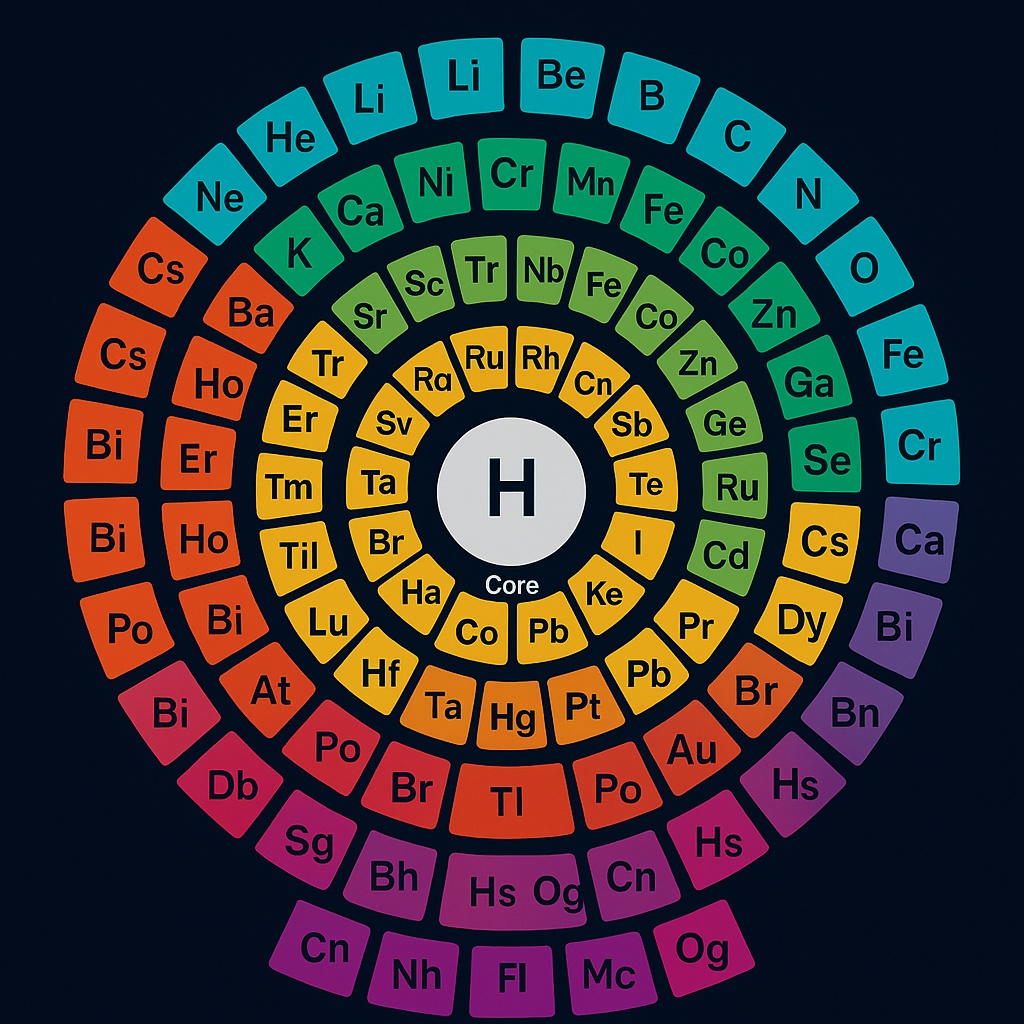 Ne He Li Li Be B C N O Fe Cr Ca Bi Bn Hs Hs Cn Hs Og Bh Sg Db Bi Po Bi Bi Cs Cs
K Ca Ni Cr Mn Fe Co Zn Ga Se Cs Dy Br Au Po Tl Br Po At Bi Ho Er Ho Ba
Sr Sc Tr Nb Fe Co Zn Ge Ru Cd Pr Pb Pt Hg Ta Hf Lu Til Tm Er Tr
Ra Ru Rh Cn Sb Te I Ke Pb Co Ha Br Ta Sv
H
Core
Cn Nh Fl Mc Og